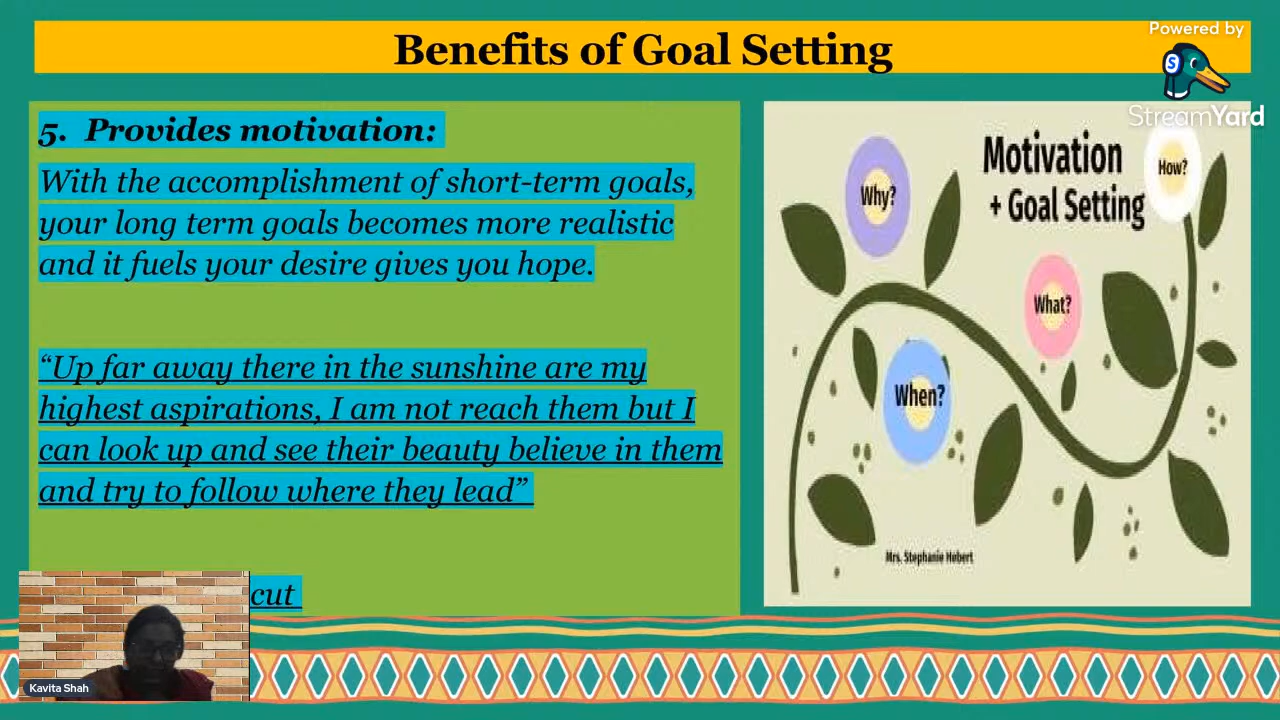 Benefits of Goal Setting
Powered by
S
StreamYard
5. Provides motivation:
With the accomplishment of short-term goals,
your long term goals becomes more realistic
and it fuels your desire gives you hope.
“Up far away there in the sunshine are my
highest aspirations, I am not reach them but I
can look up and see their beauty believe in them
and try to follow where they lead”
cut
Motivation
+ Goal Setting
How?
Why?
What?
When?
Mrs. Stephanie Hebert
Kavita Shah